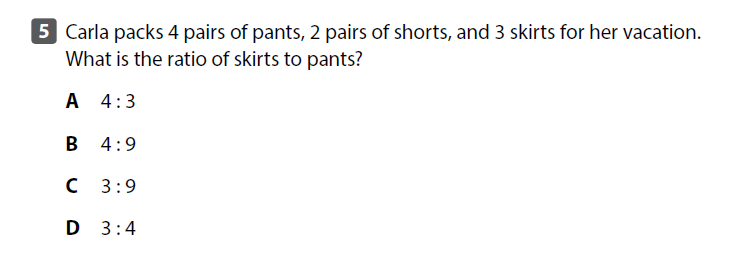 5 Carla packs 4 pairs of pants, 2 pairs of shorts, and 3 skirts for her vacation.
What is the ratio of skirts to pants?
A 4:3
B 4:9
C 3:9
D 3:4